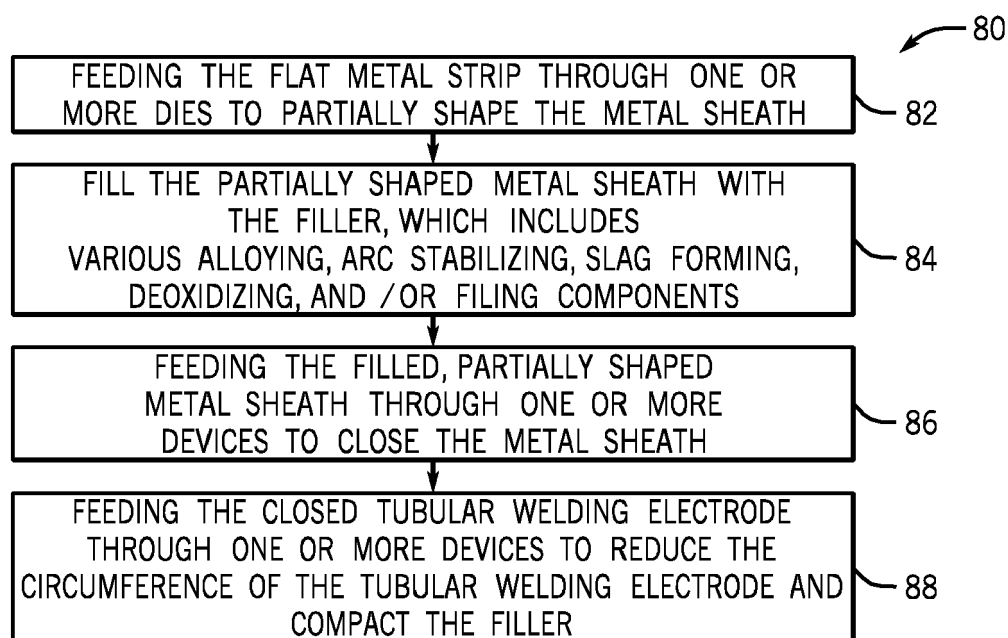 80
FEEDING THE FLAT METAL STRIP THROUGH ONE OR
MORE DIES TO PARTIALLY SHAPE THE METAL SHEATH
82
FILL THE PARTIALLY SHAPED METAL SHEATH WITH
THE FILLER, WHICH INCLUDES
VARIOUS ALLOYING, ARC STABILIZING, SLAG FORMING,
DEOXIDIZING, AND /OR FILING COMPONENTS
84
FEEDING THE FILLED, PARTIALLY SHAPED
METAL SHEATH THROUGH ONE OR MORE
DEVICES TO CLOSE THE METAL SHEATH
86
FEEDING THE CLOSED TUBULAR WELDING ELECTRODE
THROUGH ONE OR MORE DEVICES TO REDUCE THE
CIRCUMFERENCE OF THE TUBULAR WELDING ELECTRODE AND
COMPACT THE FILLER
88